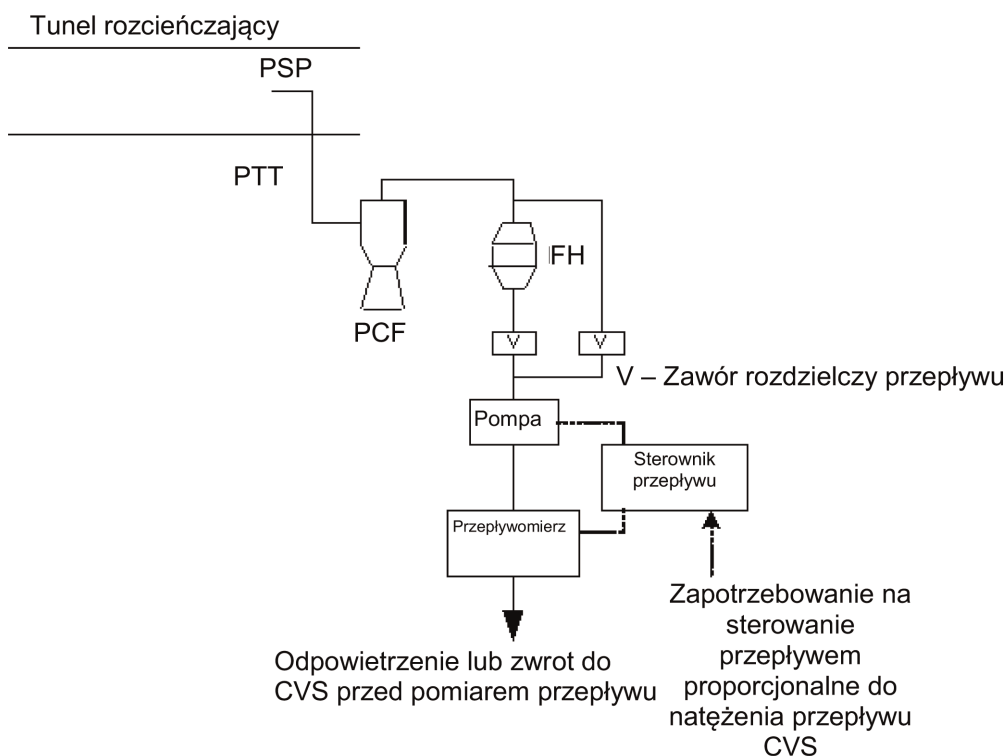 Tunel rozcieńczający
PSP
PTT
FH
PCF
V
V
V – Zawór rozdzielczy przepływu
Pompa
Sterownik
przepływu
Przepływomierz
Zapotrzebowanie na
sterowanie
przepływem
proporcjonalne do
natężenia przepływu
CVS
Odpowietrzenie lub zwrot do
CVS przed pomiarem przepływu